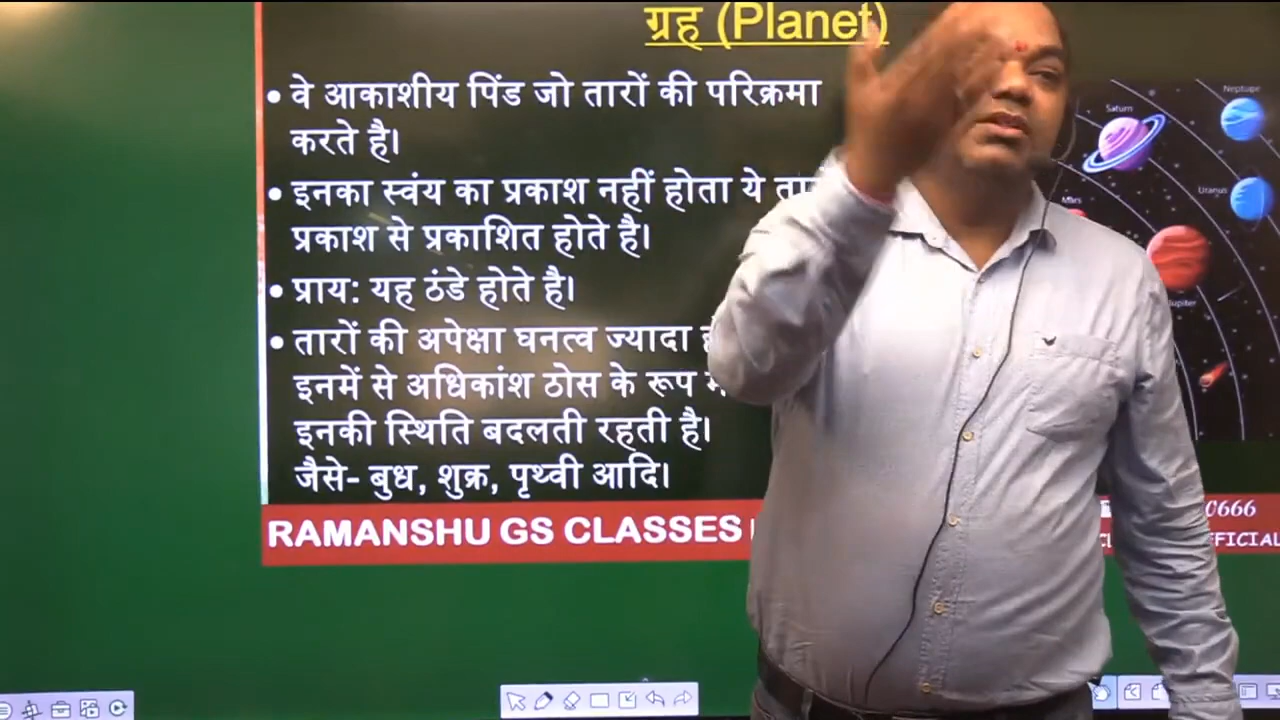 ग्रह (Planet)
• वे आकाशीय पिंड जो तारों की परिक्रमा
करते है।
• इनका स्वंय का प्रकाश नहीं होता ये
प्रकाश से प्रकाशित होते है।
• प्राय: यह ठंडे होते है।
• तारों की अपेक्षा घनत्व ज्यादा
इनमें से अधिकांश ठोस के रूप
इनकी स्थिति बदलती रहती है।
जैसे- बुध, शुक्र, पृथ्वी आदि।
Neptune
Saturn
Uranus
Mars
Jupiter
RAMANSHU GS CLASSES
0666
FFICIAL